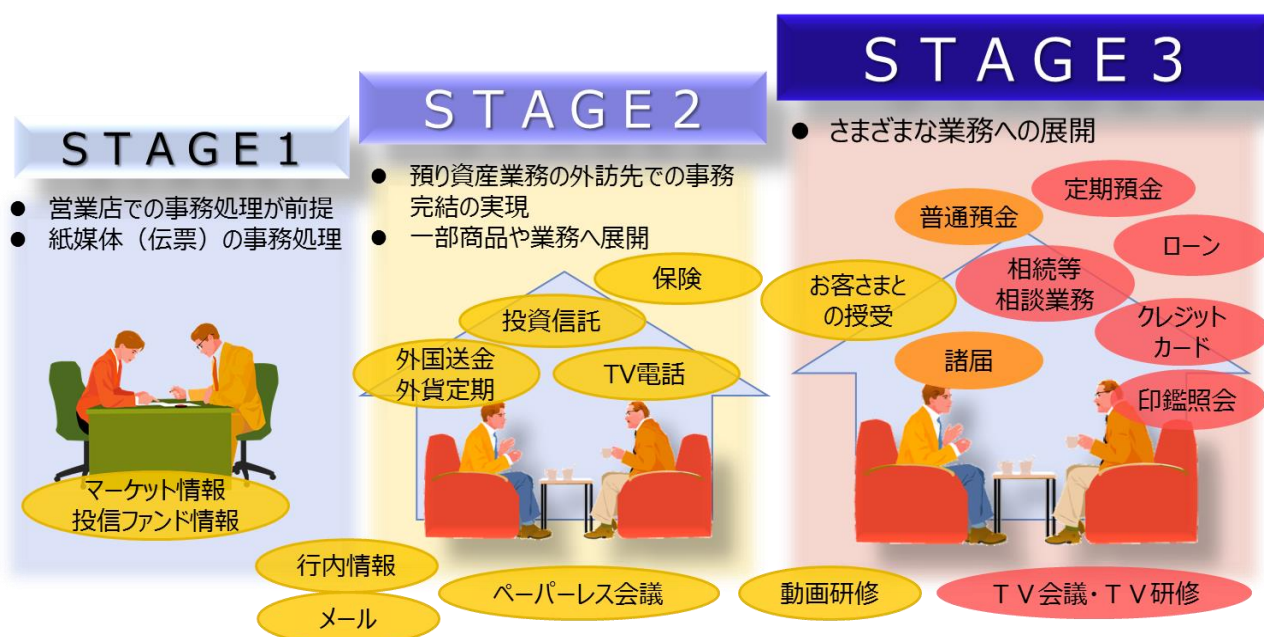 STAGE1
● 営業店での事務処理が前提
● 紙媒体（伝票）の事務処理
マーケット情報
投信ファンド情報
STAGE2
● 預り資産業務の外訪先での事務
完結の実現
● 一部商品や業務へ展開
保険
投資信託
外国送金
外貨定期
TV電話
STAGE3
● さまざまな業務への展開
定期預金
普通預金
ローン
相続等
相談業務
お客さまと
の授受
クレジット
カード
諸届
印鑑照会
行内情報
メール
ペーパーレス会議
動画研修
ＴＶ会議・ＴＶ研修